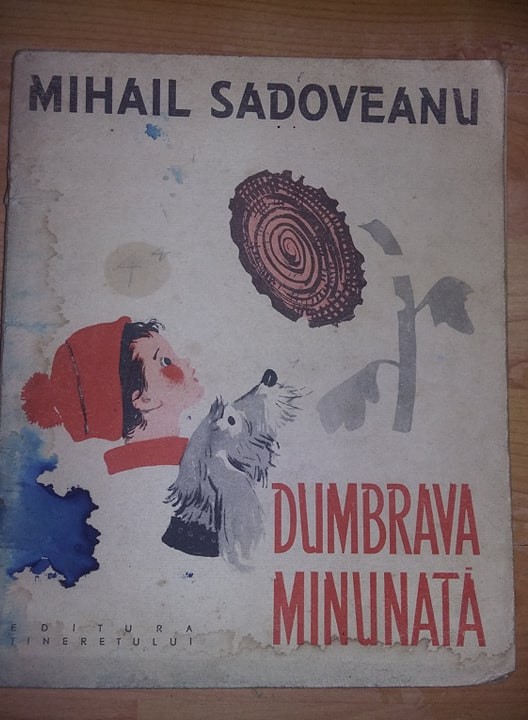 MIHAIL SADOVEANU
DUMBRAVA
MINUNATĂ
EDITURA
TINERETULUI